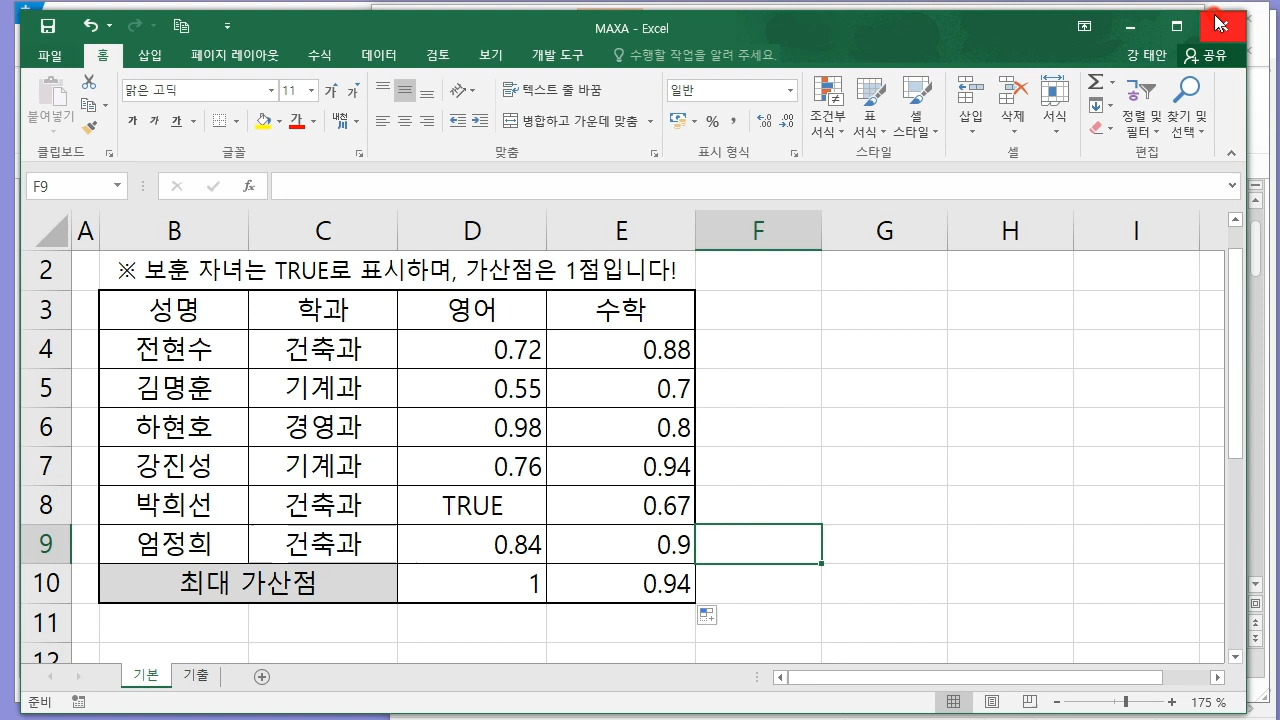 MAXA - Excel
파일 홈 삽입 페이지 레이아웃 수식 데이터 검토 보기 개발 도구 수행할 작업을 알려 주세요. 강 태안 공유
맑은 고딕 11 텍스트 줄 바꿈 일반
붙여넣기 가 가 가 가 내천 병합하고 가운데 맞춤 % 조건부 서식 표 서식 셀 스타일 삽입 삭제 서식 정렬 및 필터 찾기 및 선택
클립보드 글꼴 맞춤 표시 형식 스타일 셀 편집
F9 fx
A B C D E F G H I
2 ※ 보훈 자녀는 TRUE로 표시하며, 가산점은 1점입니다!
3 성명 학과 영어 수학
4 전현수 건축과 0.72 0.88
5 김명훈 기계과 0.55 0.7
6 하현호 경영과 0.98 0.8
7 강진성 기계과 0.76 0.94
8 박희선 건축과 TRUE 0.67
9 엄정희 건축과 0.84 0.9
10 최대 가산점 1 0.94
11
12
기본 기출
준비 175 %